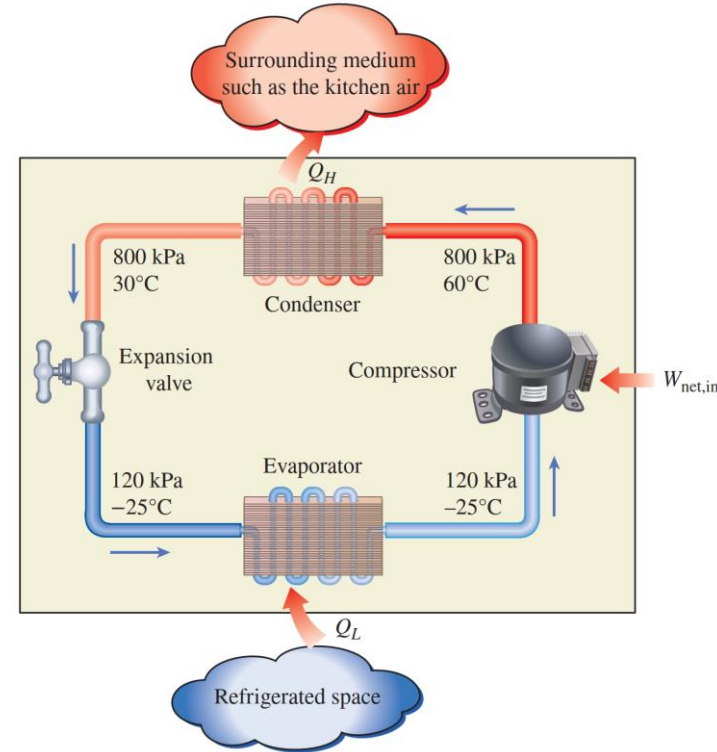 Surrounding medium
such as the kitchen air
Q_H
800 kPa
30°C
Condenser
800 kPa
60°C
Expansion
valve
Compressor
W_net,in
120 kPa
−25°C
Evaporator
120 kPa
−25°C
Q_L
Refrigerated space